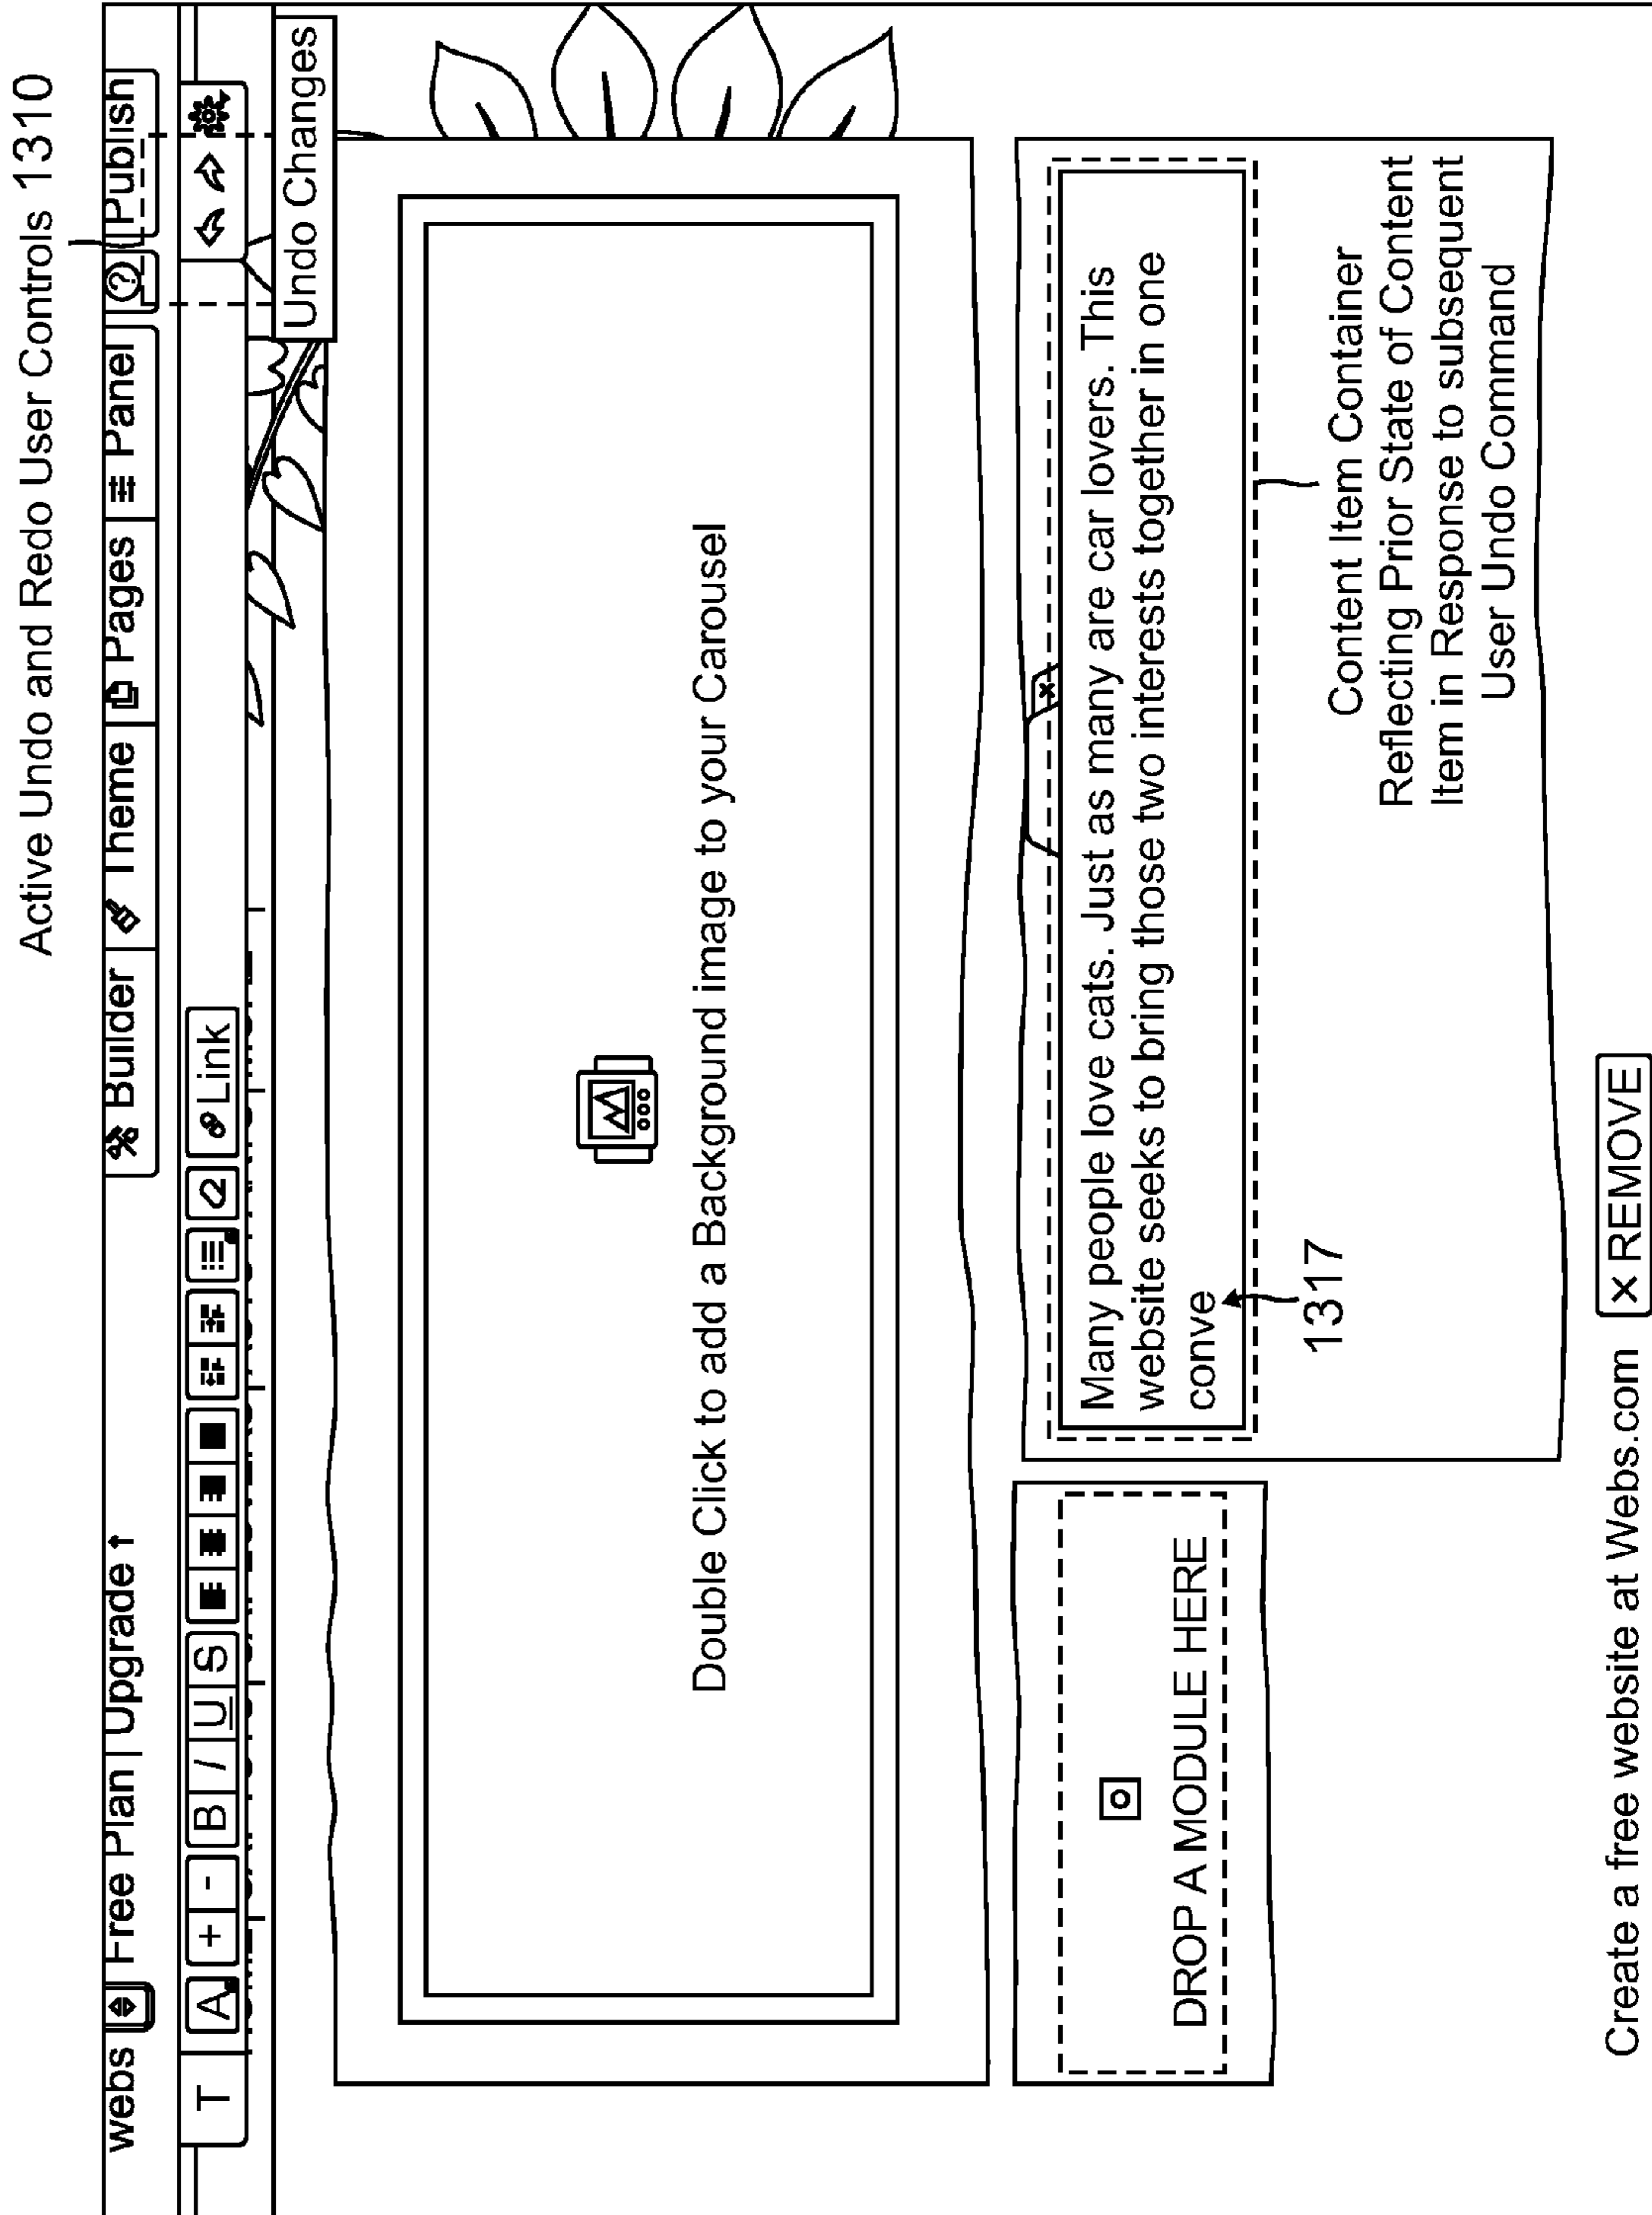 Active Undo and Redo User Controls 1310
webs Free Plan | Upgrade ↑ Builder Theme Pages Panel ? Publish
T A + - B I U S Link
Undo Changes
Double Click to add a Background image to your Carousel
DROP A MODULE HERE
Many people love cats. Just as many are car lovers. This
website seeks to bring those two interests together in one
conve
1317
Content Item Container
Reflecting Prior State of Content
Item in Response to subsequent
User Undo Command
Create a free website at Webs.com x REMOVE